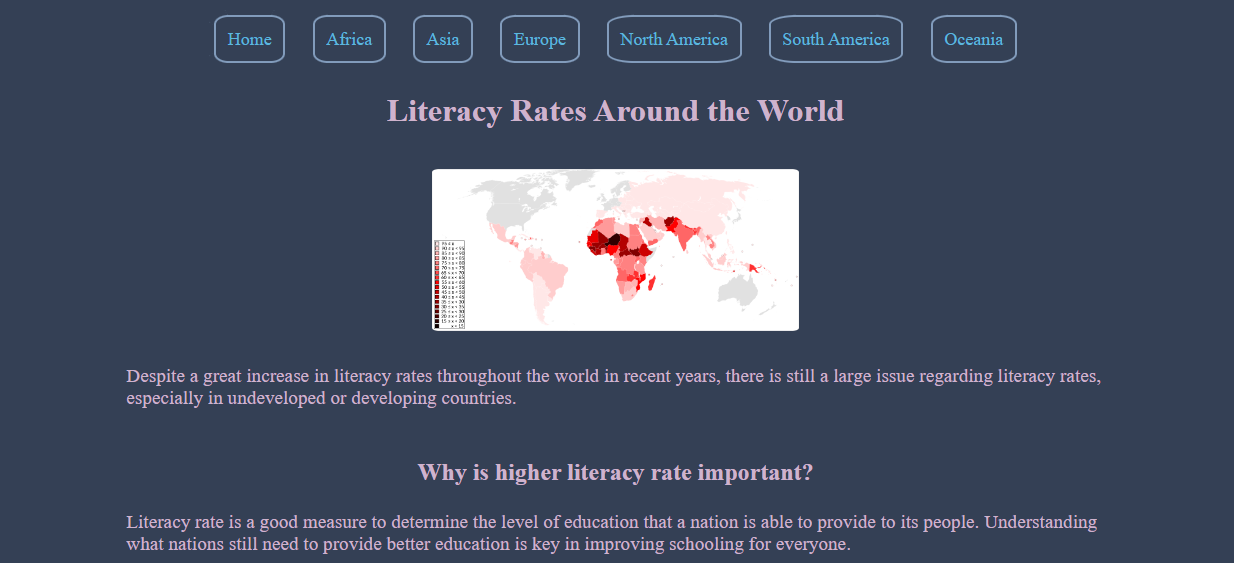 Home Africa Asia Europe North America South America Oceania
Literacy Rates Around the World
Despite a great increase in literacy rates throughout the world in recent years, there is still a large issue regarding literacy rates,
especially in undeveloped or developing countries.
Why is higher literacy rate important?
Literacy rate is a good measure to determine the level of education that a nation is able to provide to its people. Understanding
what nations still need to provide better education is key in improving schooling for everyone.